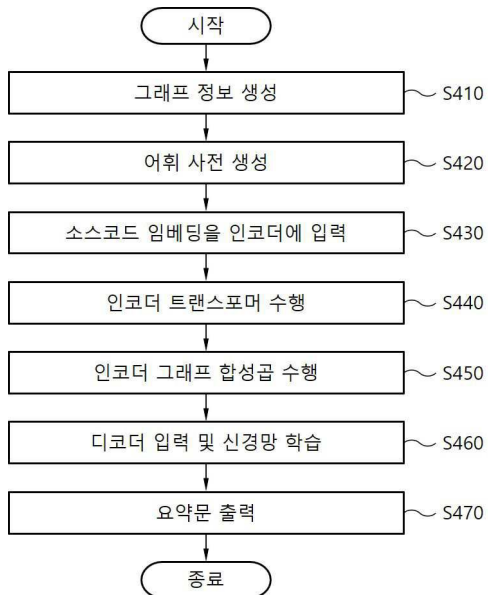 시작
그래프 정보 생성 S410
어휘 사전 생성 S420
소스코드 임베딩을 인코더에 입력 S430
인코더 트랜스포머 수행 S440
인코더 그래프 합성곱 수행 S450
디코더 입력 및 신경망 학습 S460
요약문 출력 S470
종료